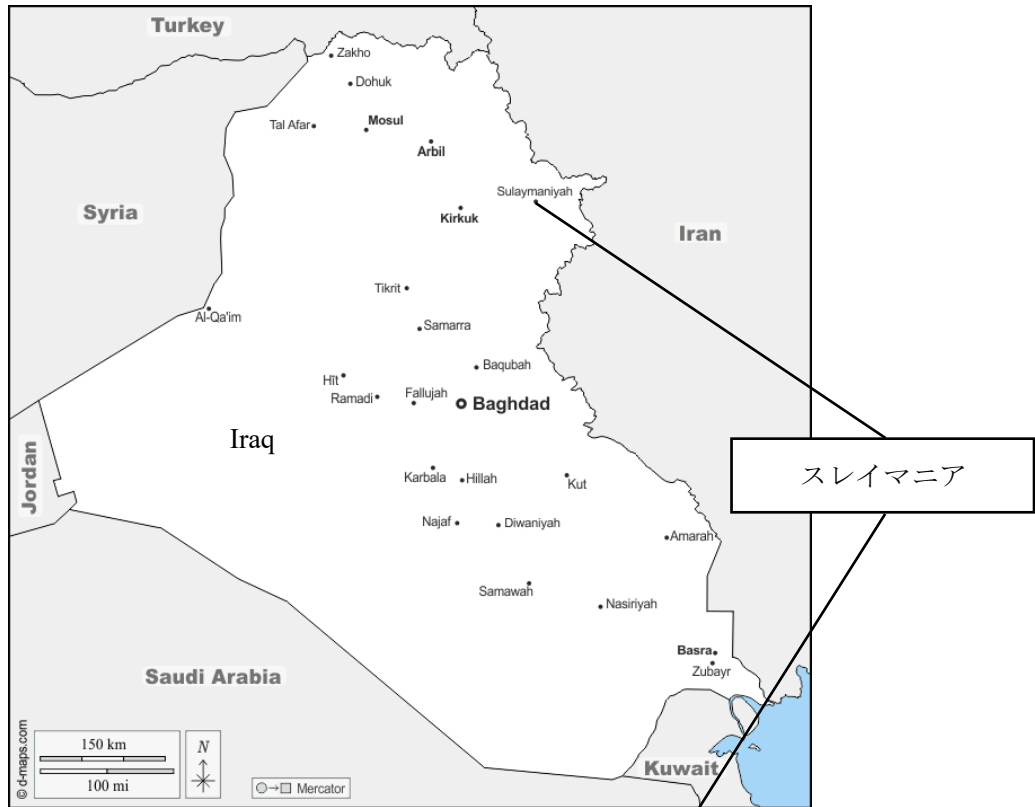 Turkey
Zakho
Dohuk
Tal Afar
Mosul
Arbil
Sulaymaniyah
Syria
Kirkuk
Iran
Tikrit
Al-Qa'im
Samarra
Baqubah
Hīt
Ramadi
Fallujah
Baghdad
Iraq
Jordan
スレイマニア
Karbala
Hillah
Kut
Najaf
Diwaniyah
Amarah
Samawah
Nasiriyah
Basra
Zubayr
Saudi Arabia
Kuwait
© d-maps.com
150 km
100 mi
N
Mercator